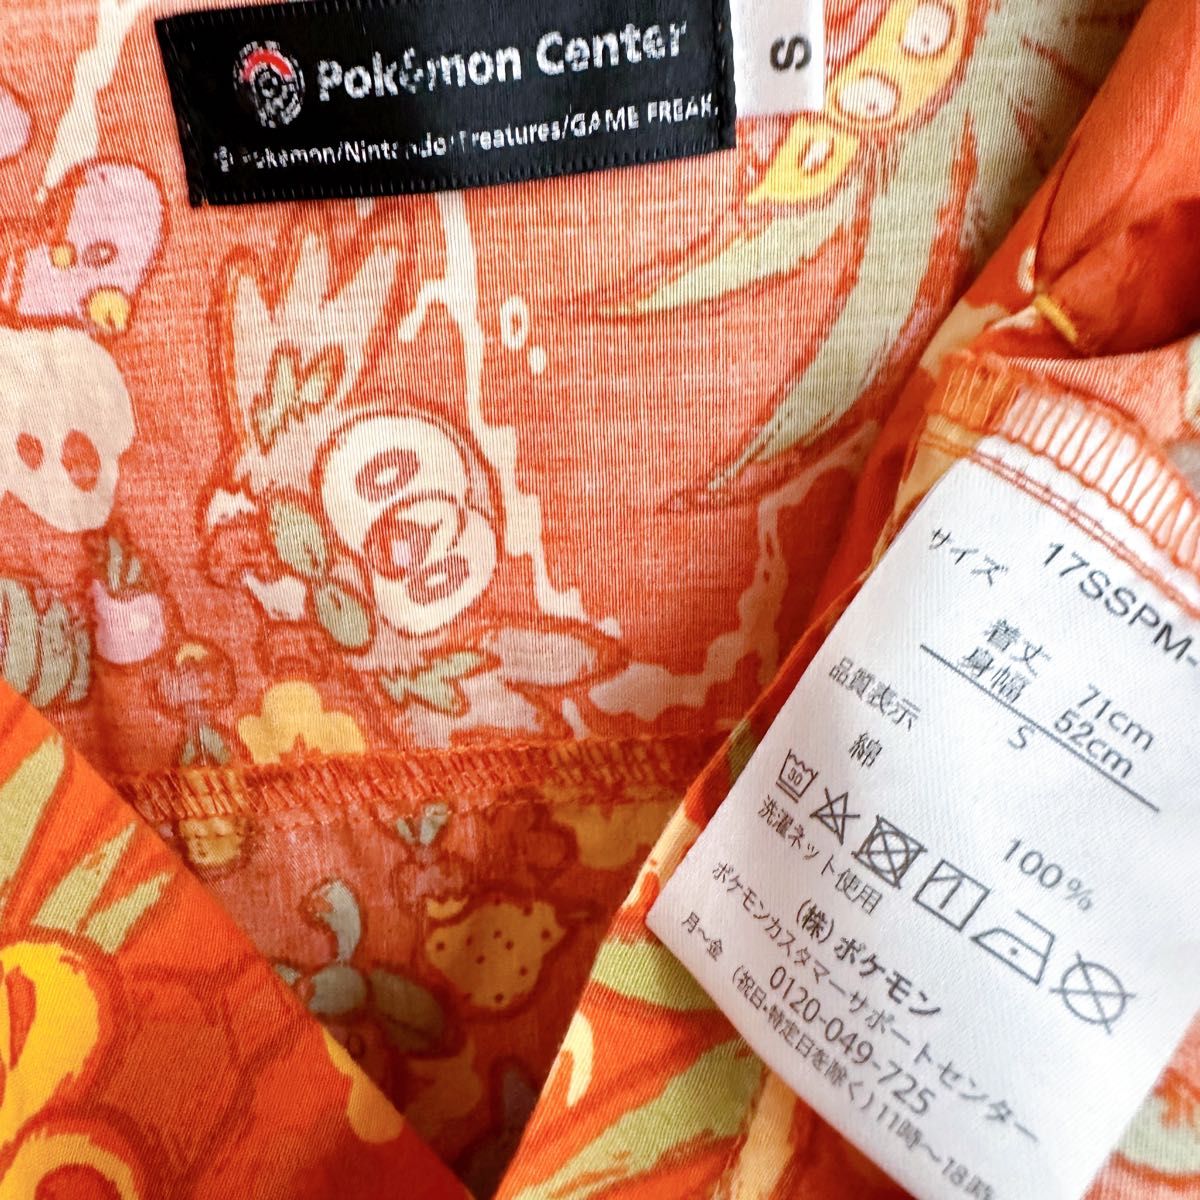 Pokémon Center
© Pokémon/Nintendo/Creatures/GAME FREAK.
S
17SSPM-
サイズ
着丈 71cm
身幅 52cm
S
品質表示
綿 100%
30
洗濯ネット使用
(株)ポケモン
ポケモンカスタマーサポートセンター
0120-049-725
月~金 (祝日・特定日を除く) 11時~18時